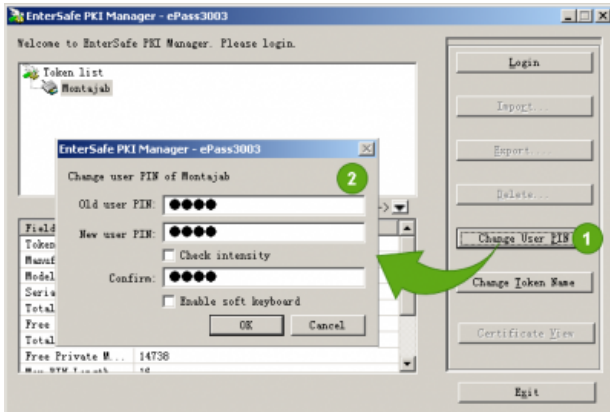 EnterSafe PKI Manager - ePass3003
Welcome to EnterSafe PKI Manager. Please login.
Token list
Montajab
Login
Import...
Export...
Delete...
Change User PIN
1
Change Token Name
Certificate View
Exit
EnterSafe PKI Manager - ePass3003
Change user PIN of Montajab
2
Old user PIN: ●●●●
New user PIN: ●●●●
Check intensity
Confirm: ●●●●
Enable soft keyboard
OK Cancel
->
Field
Token
Manuf
Model
Seria
Total
Free
Total
Free Private M... 14738